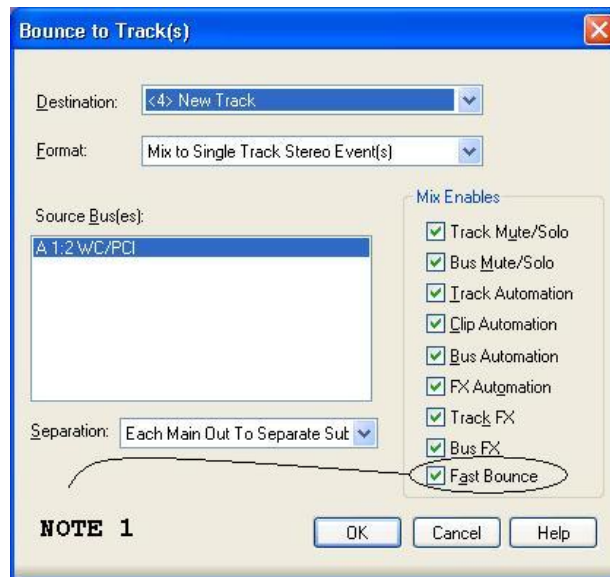 Bounce to Track(s)
Destination: <4> New Track
Format: Mix to Single Track Stereo Event(s)
Source Bus(es):
A 1:2 WC/PCI
Separation: Each Main Out To Separate Sub
Mix Enables
Track Mute/Solo
Bus Mute/Solo
Track Automation
Clip Automation
Bus Automation
FX Automation
Track FX
Bus FX
Fast Bounce
NOTE 1
OK Cancel Help